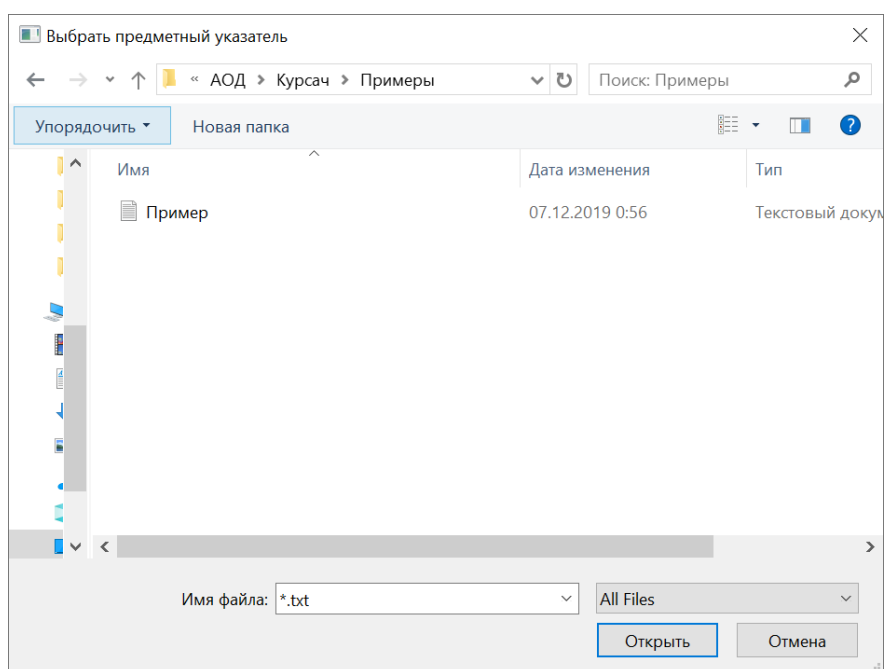 Выбрать предметный указатель
« АОД > Курсач > Примеры
Поиск: Примеры
Упорядочить
Новая папка
?
Имя
Дата изменения
Тип
Пример
07.12.2019 0:56
Текстовый докум
Имя файла:
*.txt
All Files
Открыть
Отмена